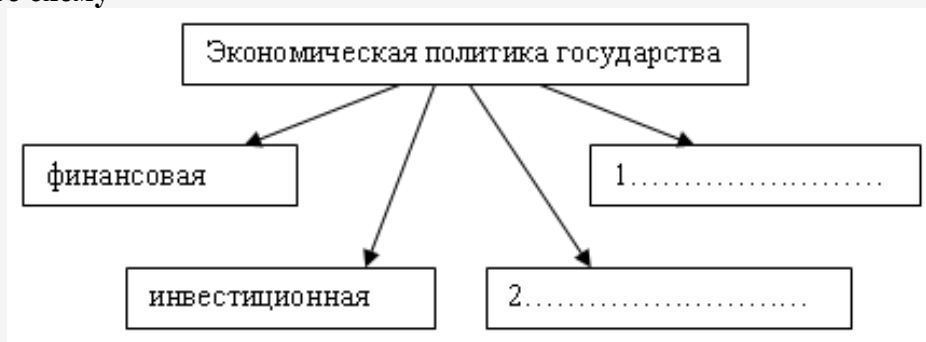 Экономическая политика государства
финансовая
1........................
инвестиционная
2...........................